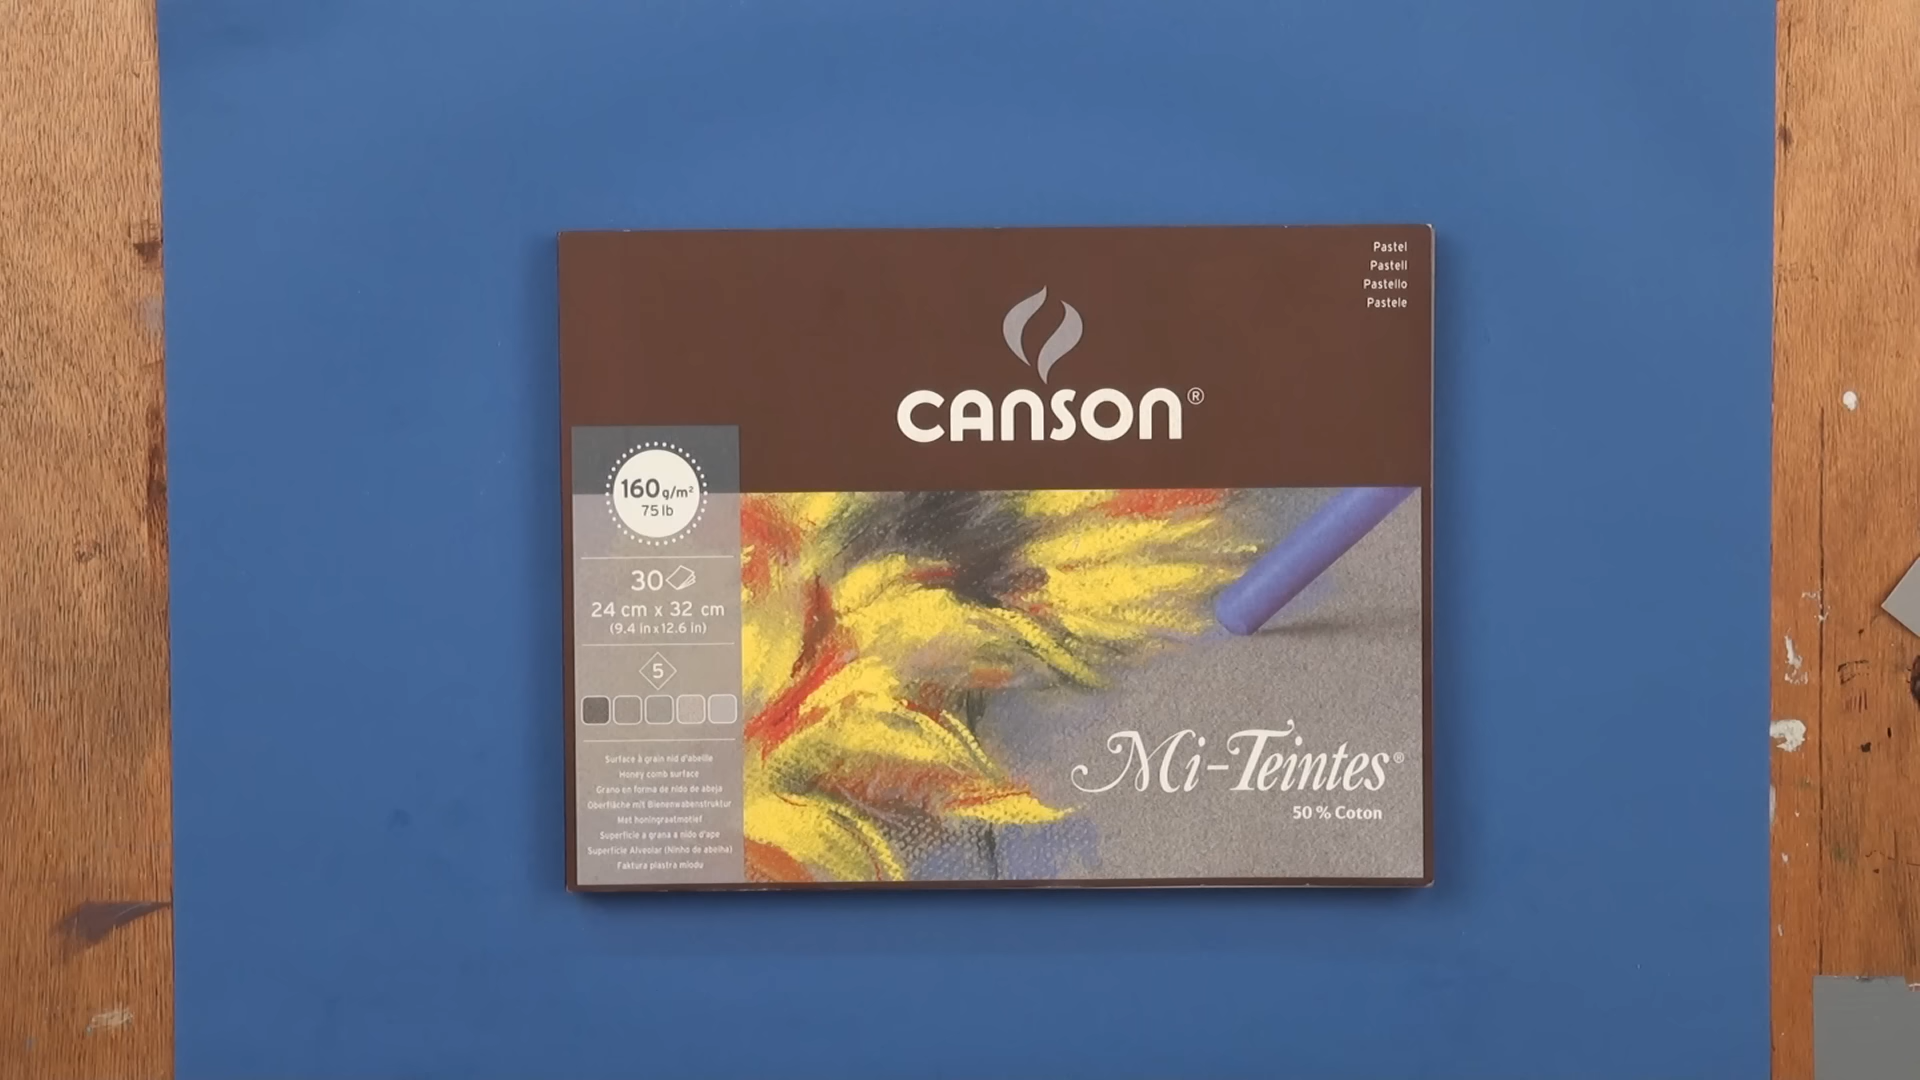 Pastel
Pastell
Pastello
Pastele
CANSON®
160 g/m²
75 lb
30
24 cm x 32 cm
(9.4 in x 12.6 in)
5
Surface à grain nid d'abeille
Honey comb surface
Grano en forma de nido de abeja
Oberfläche mit Bienenwabenstruktur
Met honingraatmotief
Superficie a grana a nido d'ape
Superfície Alveolar (Ninho de abelha)
Faktura plastra miodu
Mi-Teintes®
50 % Coton